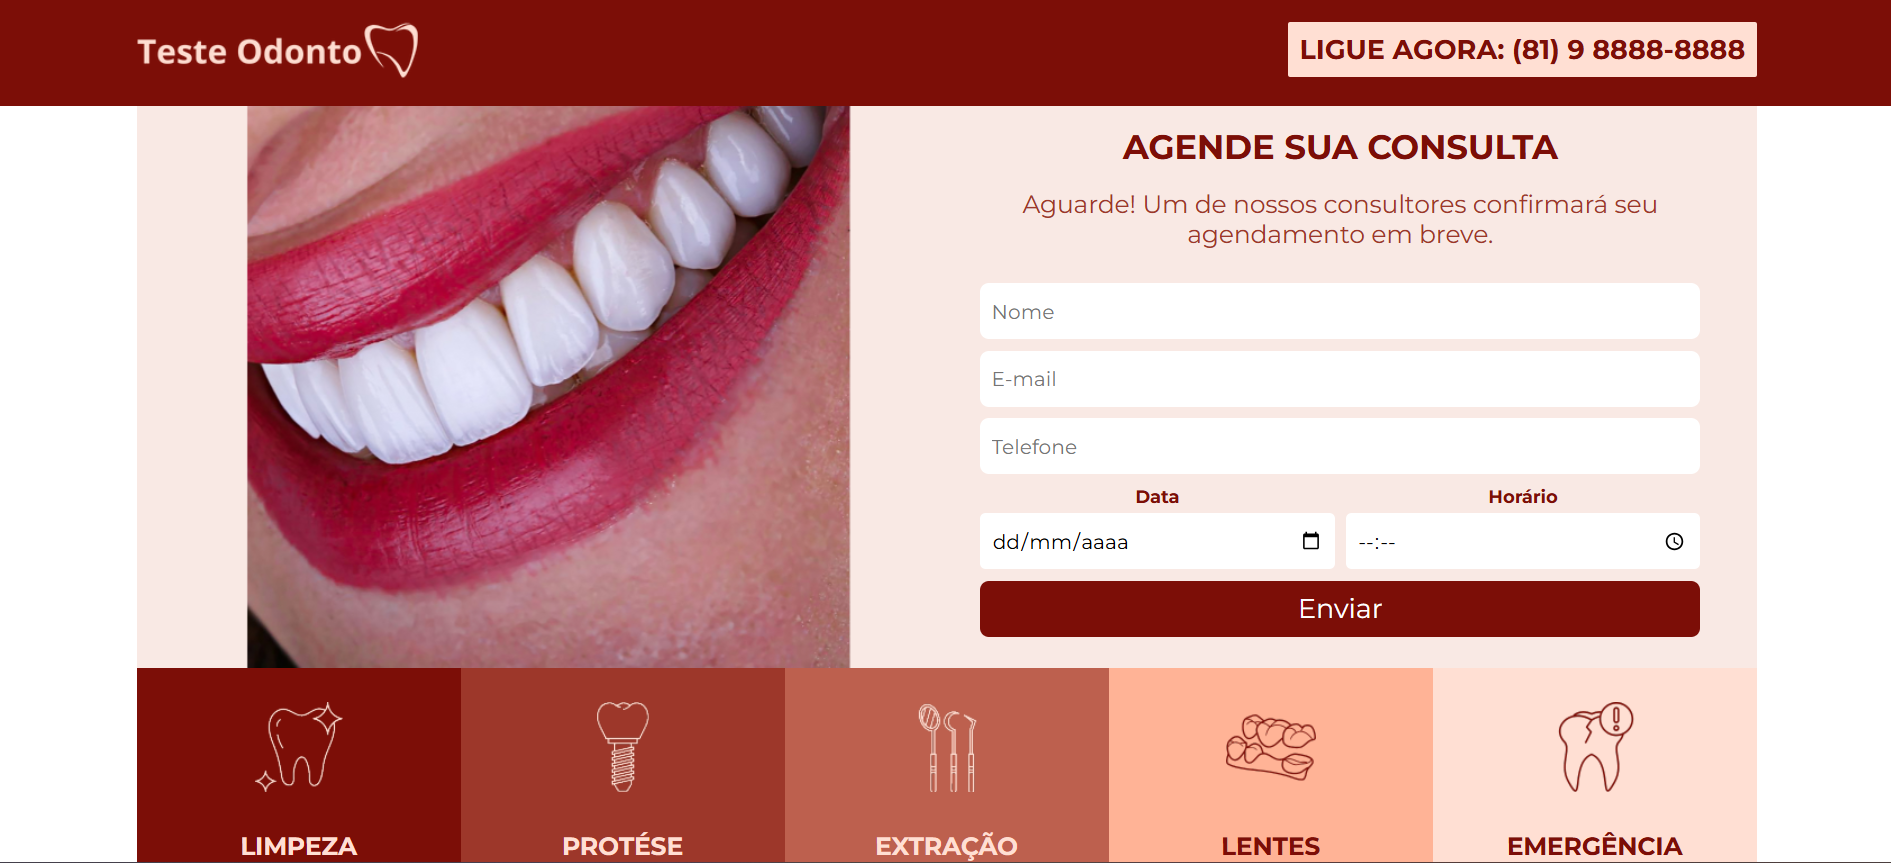 Teste Odonto
LIGUE AGORA: (81) 9 8888-8888
AGENDE SUA CONSULTA
Aguarde! Um de nossos consultores confirmará seu
agendamento em breve.
Nome
E-mail
Telefone
Data
Horário
dd/mm/aaaa
--:--
Enviar
LIMPEZA
PROTÉSE
EXTRAÇÃO
LENTES
EMERGÊNCIA